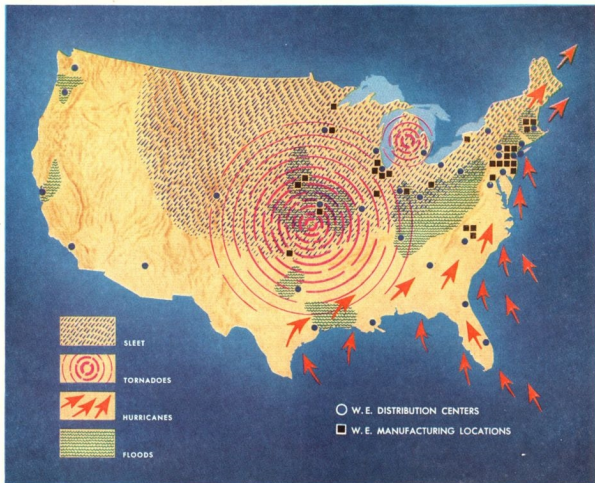 SLEET
TORNADOES
HURRICANES
FLOODS
W.E. DISTRIBUTION CENTERS
W.E. MANUFACTURING LOCATIONS